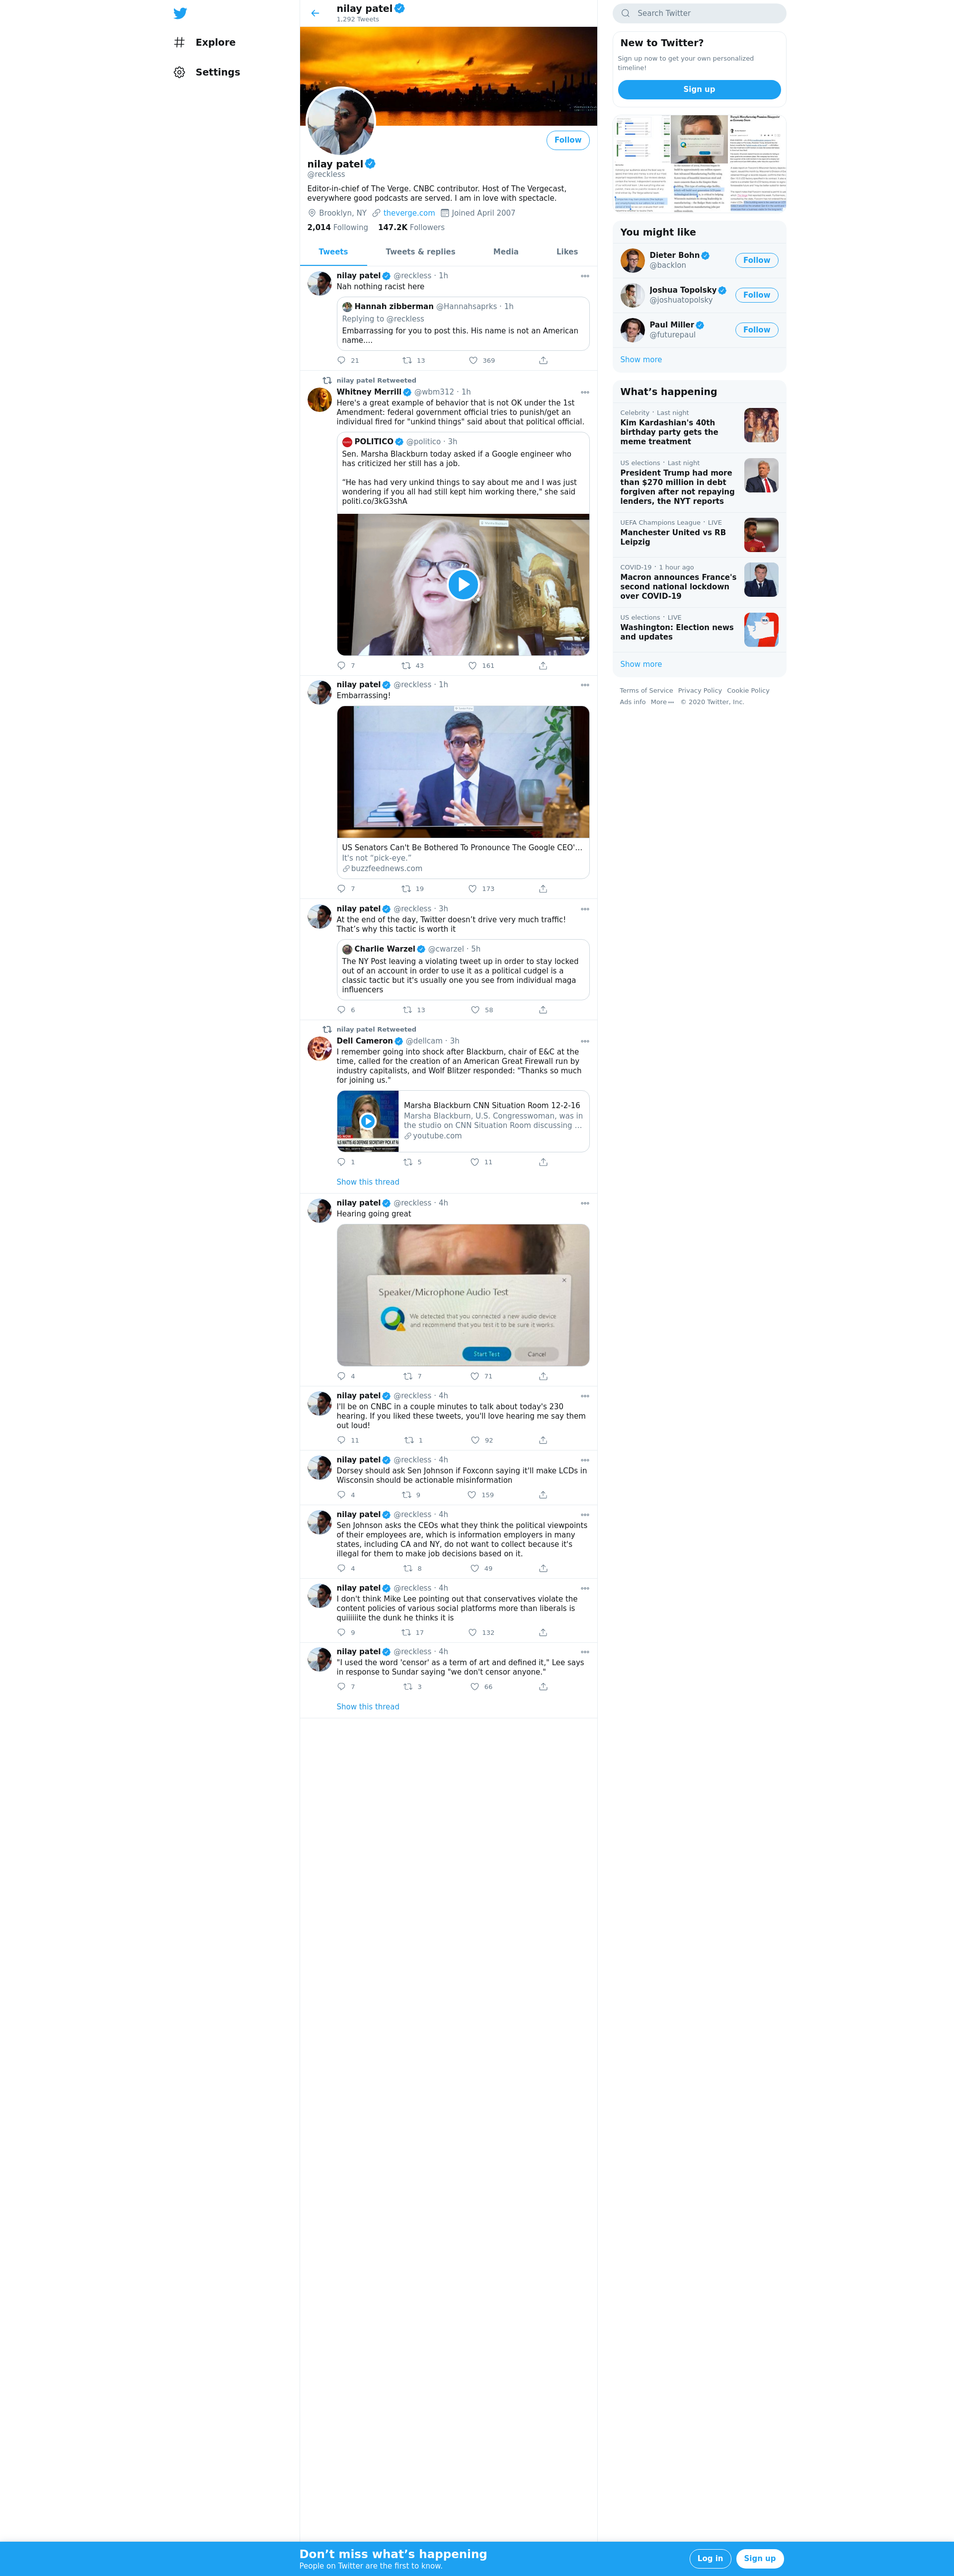 Explore
Settings
nilay patel
1,292 Tweets
Follow
nilay patel
@reckless
Editor-in-chief of The Verge. CNBC contributor. Host of The Vergecast,
everywhere good podcasts are served. I am in love with spectacle.
Brooklyn, NY theverge.com Joined April 2007
2,014 Following 147.2K Followers
Tweets Tweets & replies Media Likes
nilay patel @reckless · 1h
Nah nothing racist here
Hannah zibberman @Hannahsaprks · 1h
Replying to @reckless
Embarrassing for you to post this. His name is not an American
name....
21 13 369
nilay patel Retweeted
Whitney Merrill @wbm312 · 1h
Here's a great example of behavior that is not OK under the 1st
Amendment: federal government official tries to punish/get an
individual fired for "unkind things" said about that political official.
POLITICO @politico · 3h
Sen. Marsha Blackburn today asked if a Google engineer who
has criticized her still has a job.
"He has had very unkind things to say about me and I was just
wondering if you all had still kept him working there," she said
politi.co/3kG3shA
7 43 161
nilay patel @reckless · 1h
Embarrassing!
US Senators Can't Be Bothered To Pronounce The Google CEO'...
It's not “pick-eye.”
buzzfeednews.com
7 19 173
nilay patel @reckless · 3h
At the end of the day, Twitter doesn’t drive very much traffic!
That’s why this tactic is worth it
Charlie Warzel @cwarzel · 5h
The NY Post leaving a violating tweet up in order to stay locked
out of an account in order to use it as a political cudgel is a
classic tactic but it's usually one you see from individual maga
influencers
6 13 58
nilay patel Retweeted
Dell Cameron @dellcam · 3h
I remember going into shock after Blackburn, chair of E&C at the
time, called for the creation of an American Great Firewall run by
industry capitalists, and Wolf Blitzer responded: "Thanks so much
for joining us."
Marsha Blackburn CNN Situation Room 12-2-16
Marsha Blackburn, U.S. Congresswoman, was in
the studio on CNN Situation Room discussing ...
youtube.com
1 5 11
Show this thread
nilay patel @reckless · 4h
Hearing going great
Speaker/Microphone Audio Test
We detected that you connected a new audio device
and recommend that you test it to be sure it works.
Start Test Cancel
4 7 71
nilay patel @reckless · 4h
I'll be on CNBC in a couple minutes to talk about today's 230
hearing. If you liked these tweets, you'll love hearing me say them
out loud!
11 1 92
nilay patel @reckless · 4h
Dorsey should ask Sen Johnson if Foxconn saying it'll make LCDs in
Wisconsin should be actionable misinformation
4 9 159
nilay patel @reckless · 4h
Sen Johnson asks the CEOs what they think the political viewpoints
of their employees are, which is information employers in many
states, including CA and NY, do not want to collect because it's
illegal for them to make job decisions based on it.
4 8 49
nilay patel @reckless · 4h
I don't think Mike Lee pointing out that conservatives violate the
content policies of various social platforms more than liberals is
quiiiiiite the dunk he thinks it is
9 17 132
nilay patel @reckless · 4h
"I used the word 'censor' as a term of art and defined it," Lee says
in response to Sundar saying "we don't censor anyone."
7 3 66
Show this thread
Search Twitter
New to Twitter?
Sign up now to get your own personalized
timeline!
Sign up
You might like
Dieter Bohn
@backlon
Follow
Joshua Topolsky
@joshuatopolsky
Follow
Paul Miller
@futurepaul
Follow
Show more
What’s happening
Celebrity · Last night
Kim Kardashian's 40th
birthday party gets the
meme treatment
US elections · Last night
President Trump had more
than $270 million in debt
forgiven after not repaying
lenders, the NYT reports
UEFA Champions League · LIVE
Manchester United vs RB
Leipzig
COVID-19 · 1 hour ago
Macron announces France's
second national lockdown
over COVID-19
US elections · LIVE
Washington: Election news
and updates
Show more
Terms of Service Privacy Policy Cookie Policy
Ads info More © 2020 Twitter, Inc.
Don’t miss what’s happening
People on Twitter are the first to know.
Log in Sign up